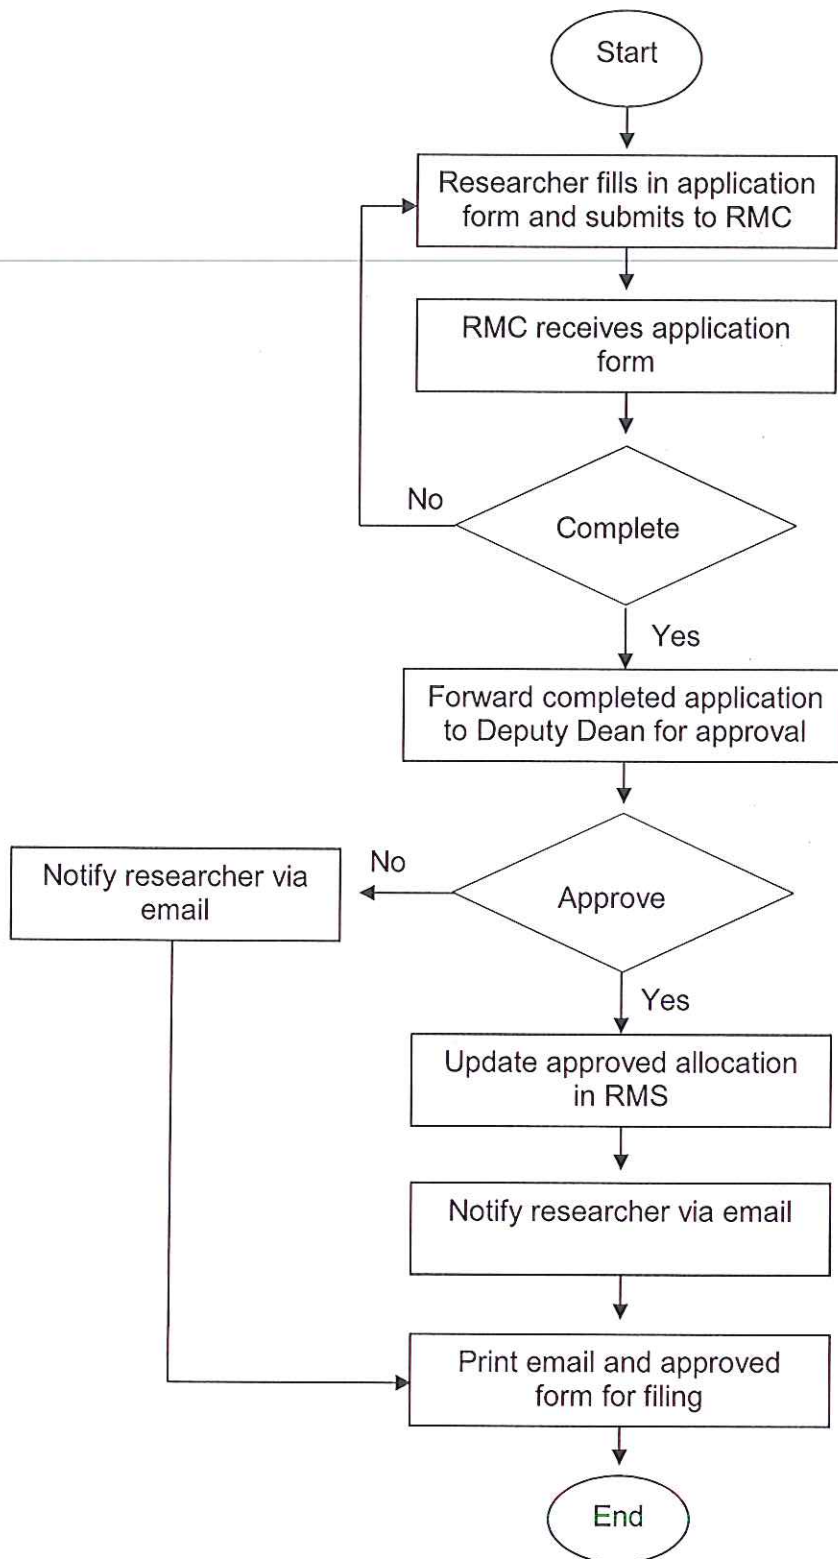 Start
Researcher fills in application
form and submits to RMC
RMC receives application
form
No
Complete
Yes
Forward completed application
to Deputy Dean for approval
No
Notify researcher via
email
Approve
Yes
Update approved allocation
in RMS
Notify researcher via email
Print email and approved
form for filing
End